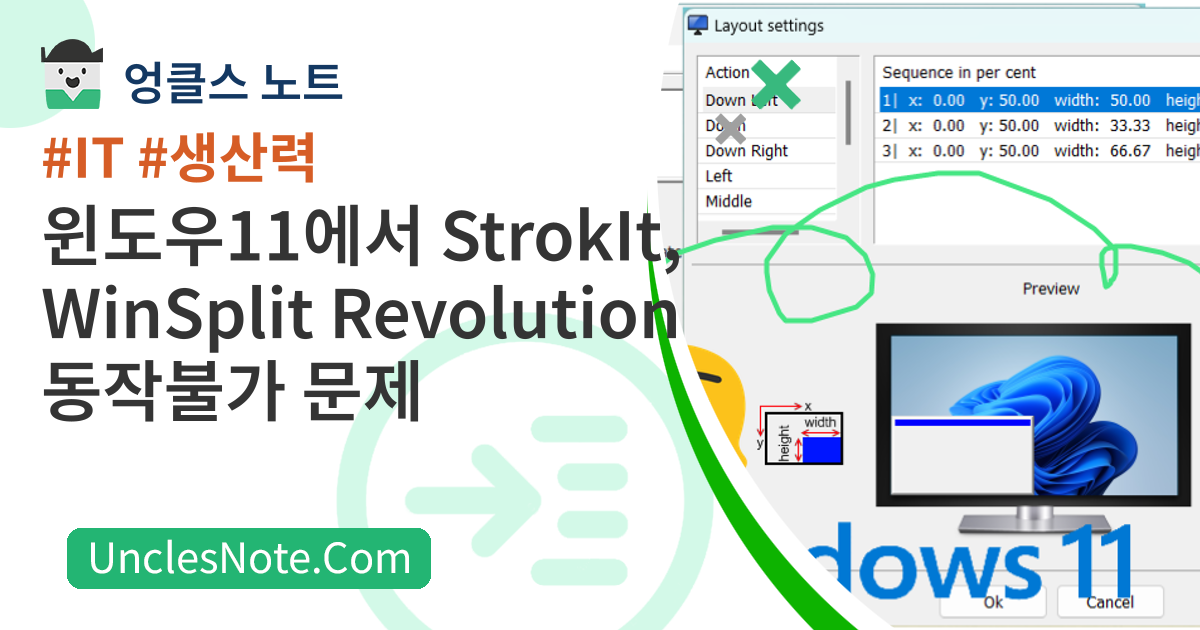 엉클스 노트
#IT #생산력
윈도우11에서 StrokIt,
WinSplit Revolution
동작불가 문제
UnclesNote.Com
Layout settings
Action
Down Left
Down
Down Right
Left
Middle
Sequence in per cent
1| x: 0.00 y: 50.00 width: 50.00 heigh
2| x: 0.00 y: 50.00 width: 33.33 heigh
3| x: 0.00 y: 50.00 width: 66.67 heigh
Preview
x
y
width
height
dows 11
Ok
Cancel